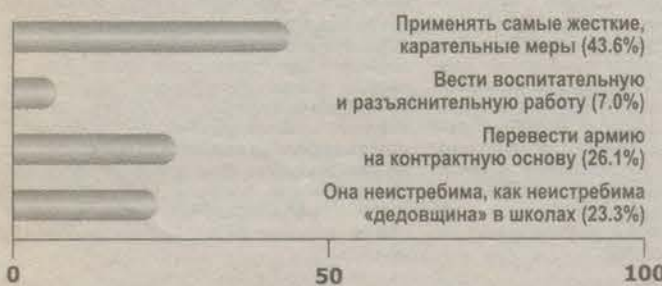 Применять самые жесткие,
карательные меры (43.6%)
Вести воспитательную
и разъяснительную работу (7.0%)
Перевести армию
на контрактную основу (26.1%)
Она неистребима, как неистребима
«дедовщина» в школах (23.3%)
0 50 100